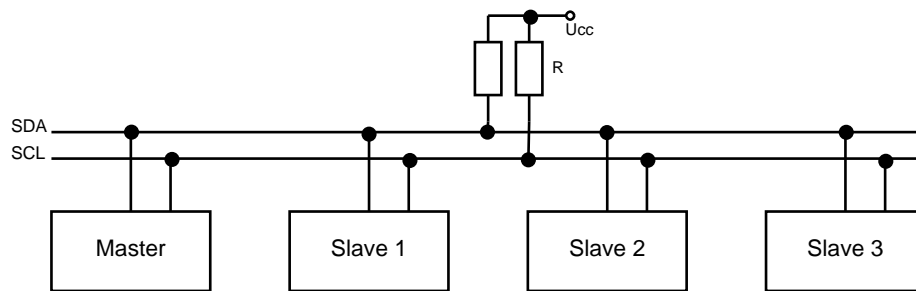 Ucc
R
SDA
SCL
Master
Slave 1
Slave 2
Slave 3